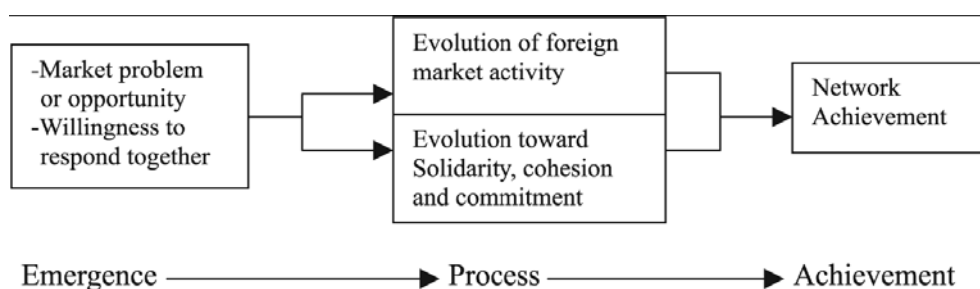 -Market problem
or opportunity
-Willingness to
respond together
Evolution of foreign
market activity
Evolution toward
Solidarity, cohesion
and commitment
Network
Achievement
Emergence
Process
Achievement